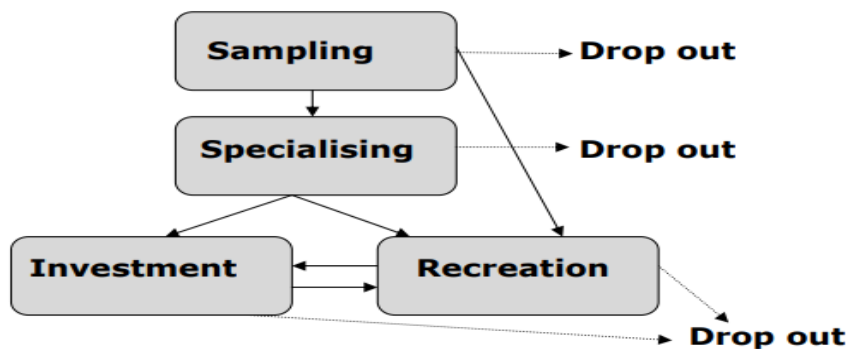 Sampling
Drop out
Specialising
Drop out
Investment
Recreation
Drop out